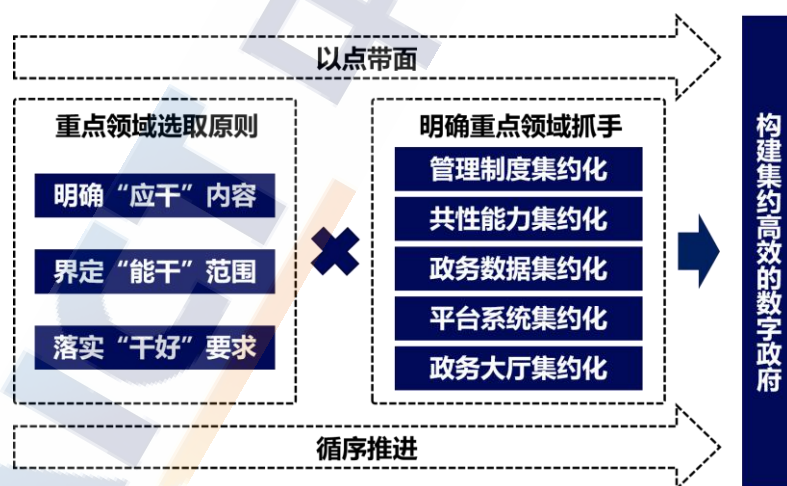 以点带面
重点领域选取原则
明确“应干”内容
界定“能干”范围
落实“干好”要求
明确重点领域抓手
管理制度集约化
共性能力集约化
政务数据集约化
平台系统集约化
政务大厅集约化
循序推进
构建集约高效的数字政府